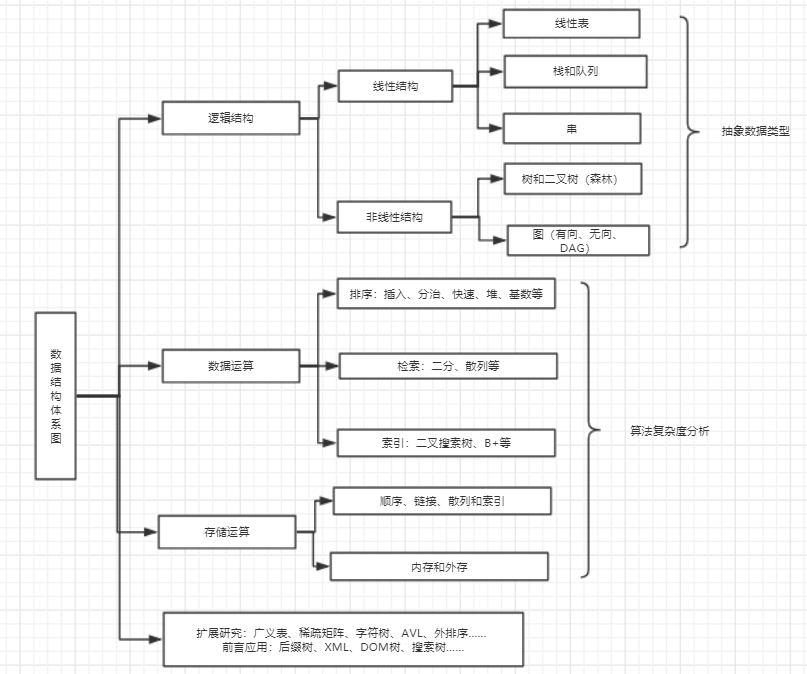 线性表
栈和队列
串
线性结构
逻辑结构
抽象数据类型
树和二叉树（森林）
非线性结构
图（有向、无向、
DAG）
排序：插入、分治、快速、堆、基数等
数据结构体系图
数据运算
检索：二分、散列等
索引：二叉搜索树、B+等
算法复杂度分析
顺序、链接、散列和索引
存储运算
内存和外存
扩展研究：广义表、稀疏矩阵、字符树、AVL、外排序……
前言应用：后缀树、XML、DOM树、搜索树……